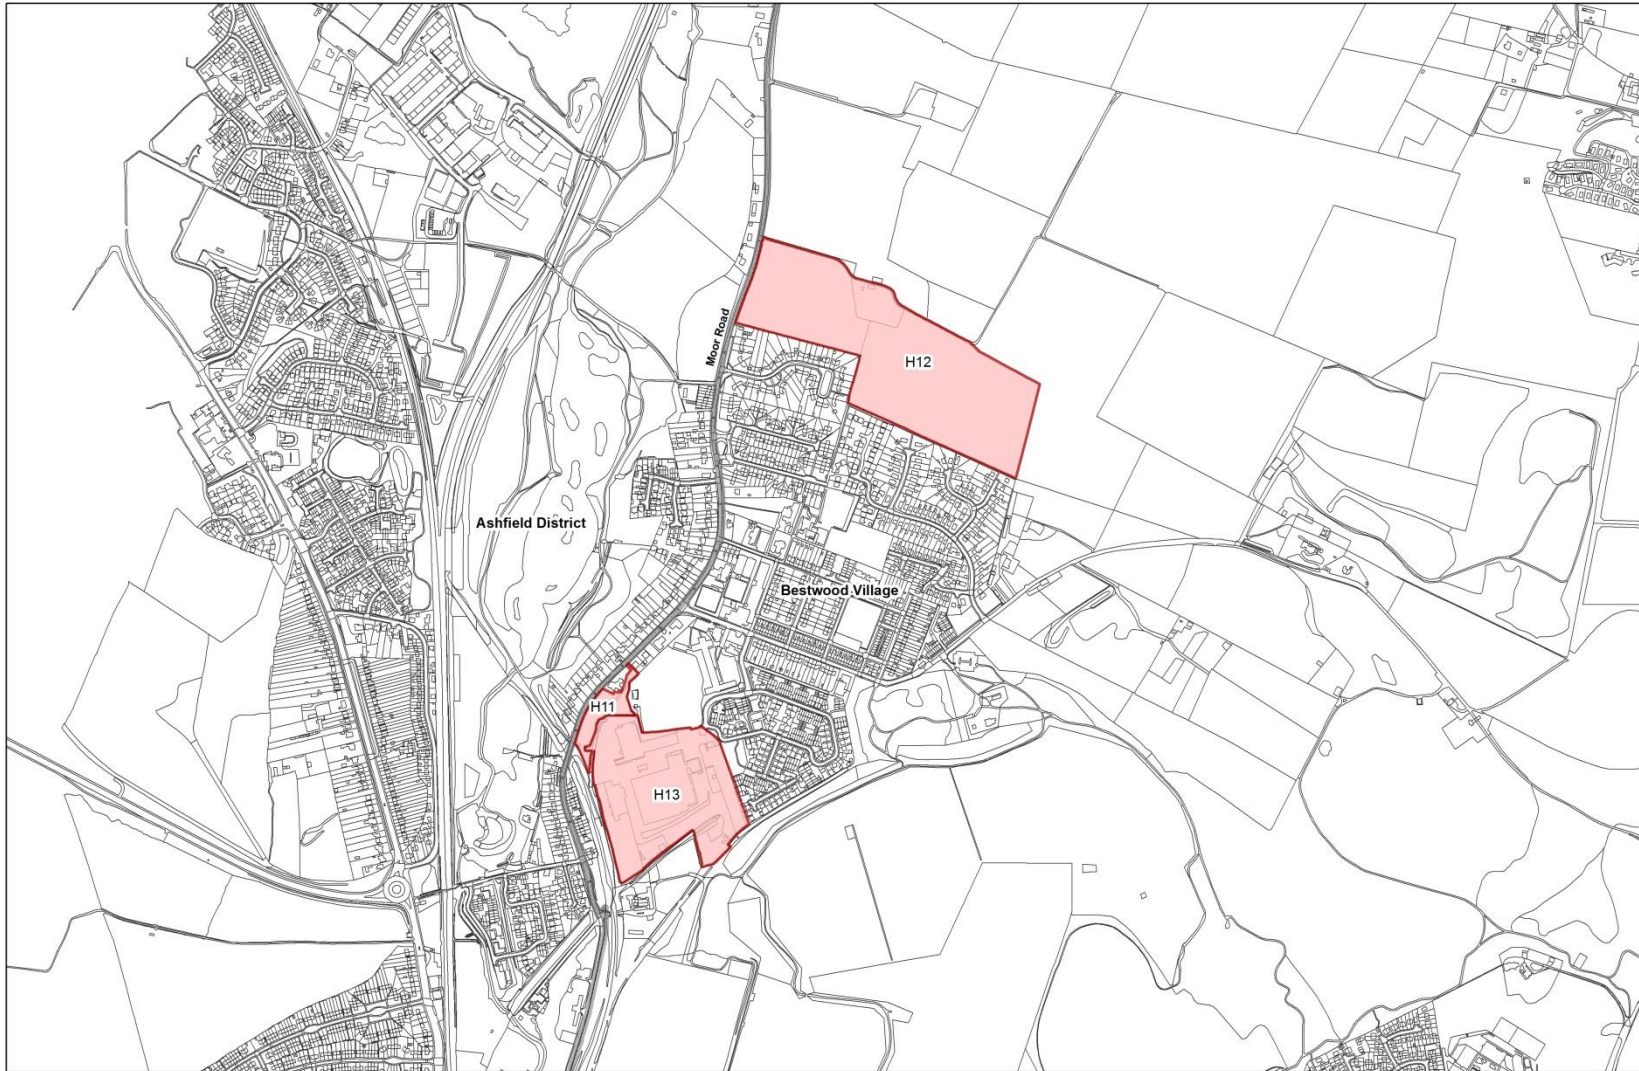 Moor Road
H12
Ashfield District
Bestwood Village
H11
H13